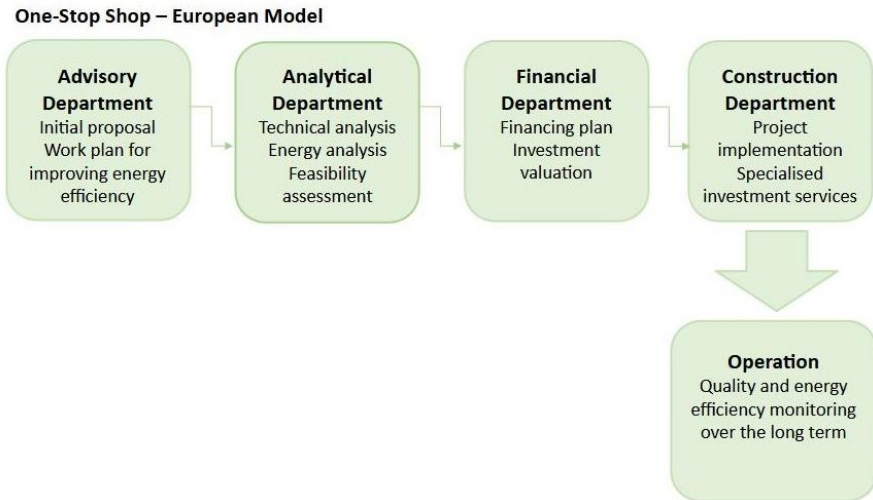 One-Stop Shop – European Model
Advisory
Department
Initial proposal
Work plan for
improving energy
efficiency
Analytical
Department
Technical analysis
Energy analysis
Feasibility
assessment
Financial
Department
Financing plan
Investment
valuation
Construction
Department
Project
implementation
Specialised
investment services
Operation
Quality and energy
efficiency monitoring
over the long term